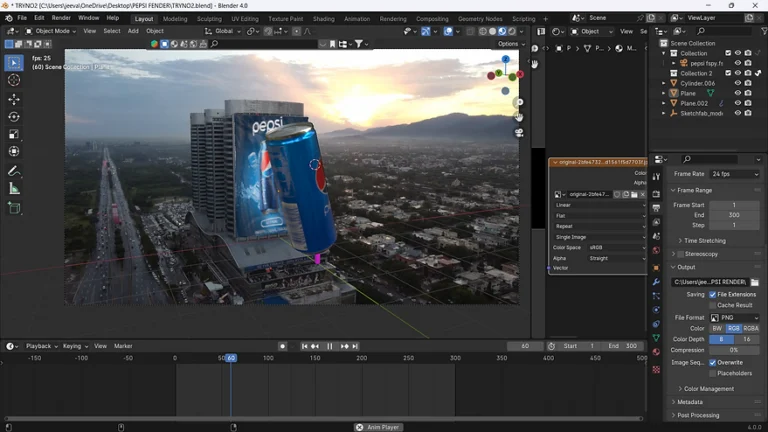 * TRYNO2 [C:\Users\jeeva\OneDrive\Desktop\PEPSI FENDER\TRYNO2.blend] - Blender 4.0
File Edit Render Window Help
Layout Modeling Sculpting UV Editing Texture Paint Shading Animation Rendering Compositing Geometry Nodes Scripting
Scene
ViewLayer
Object Mode
View Select Add Object
Global
Object
View
Options
fps: 25
(60) Scene Collection | Plane
pepsi
Scene Collection
Collection
pepsi fspy.fs
Collection 2
Cylinder.006
Plane
Plane.002
Sketchfab_mode
Color
Alpha
original-2bfe47...
Linear
Flat
Repeat
Single Image
Color Space sRGB
Alpha Straight
Vector
Frame Rate 24 fps
Frame Range
Frame Start 1
End 300
Step 1
Time Stretching
Stereoscopy
Output
C:\Users\jee...PSI RENDER\
Saving File Extensions
Cache Result
File Format PNG
Color BW RGB RGBA
Color Depth 8 16
Compression 0%
Image Seq... Overwrite
Placeholders
Color Management
Metadata
Post Processing
Playback Keying View Marker
60 Start 1 End 300
-150 -100 -50 0 60 100 150 200 250 300 350 400 450 500
Anim Player
4.0.0